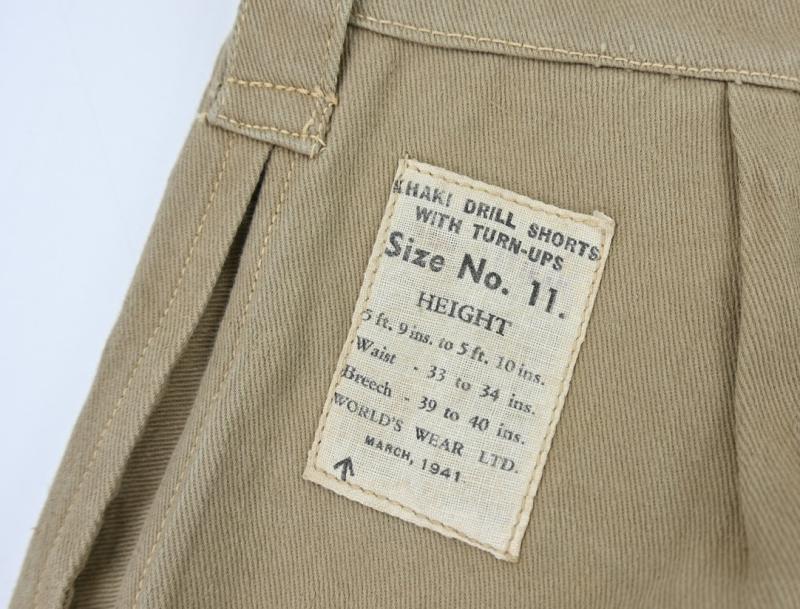 KHAKI DRILL SHORTS
WITH TURN-UPS
Size No. 11.
HEIGHT
5 ft. 9 ins. to 5 ft. 10 ins.
Waist - 33 to 34 ins.
Breech - 39 to 40 ins.
WORLD'S WEAR LTD.
MARCH, 1941